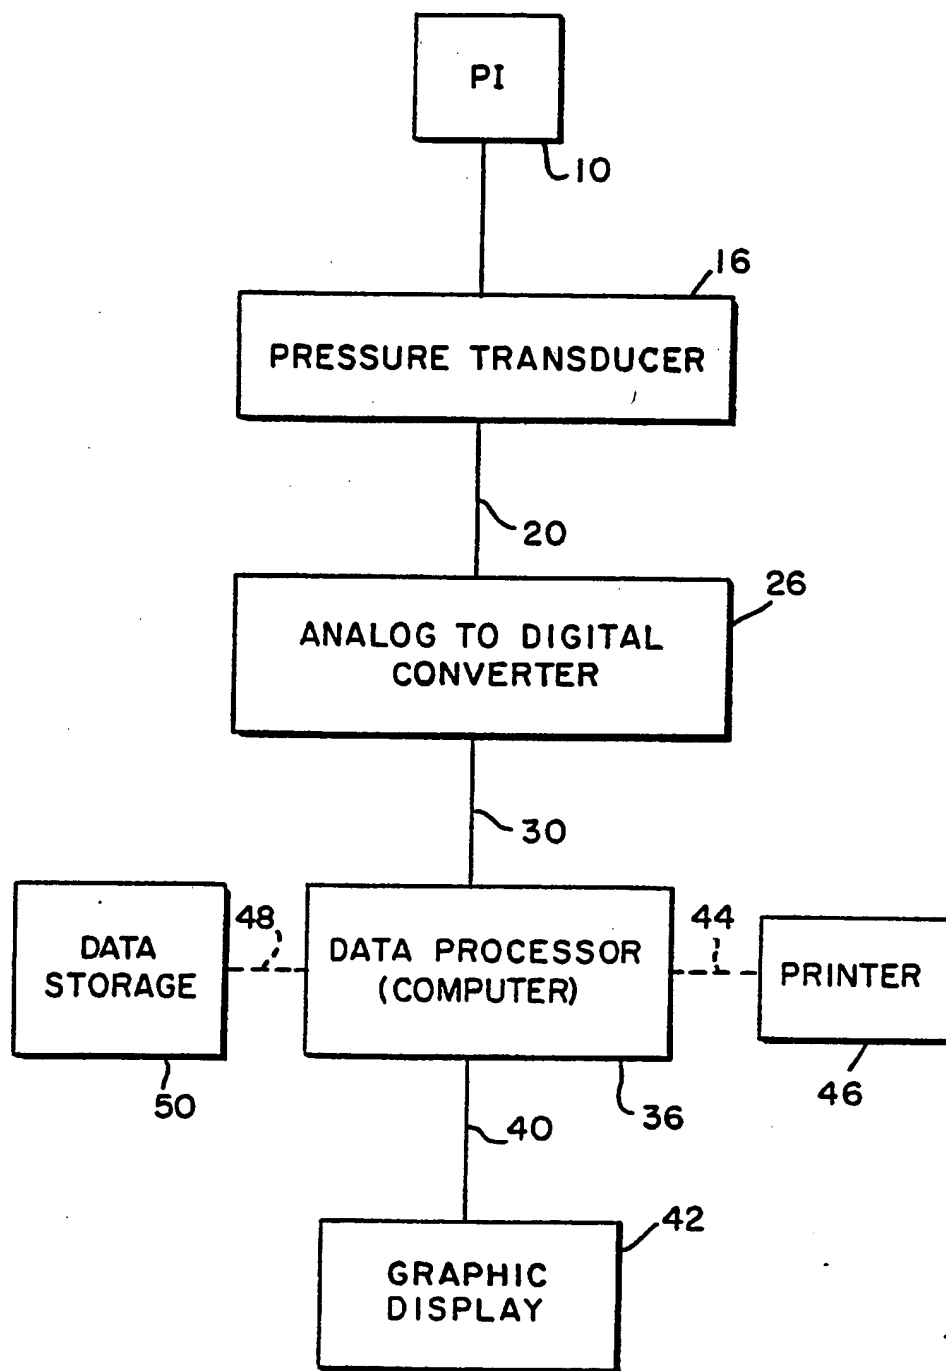 PI
10
16
PRESSURE TRANSDUCER
20
26
ANALOG TO DIGITAL
CONVERTER
30
48
44
DATA
STORAGE
DATA PROCESSOR
(COMPUTER)
PRINTER
50
36
46
40
42
GRAPHIC
DISPLAY